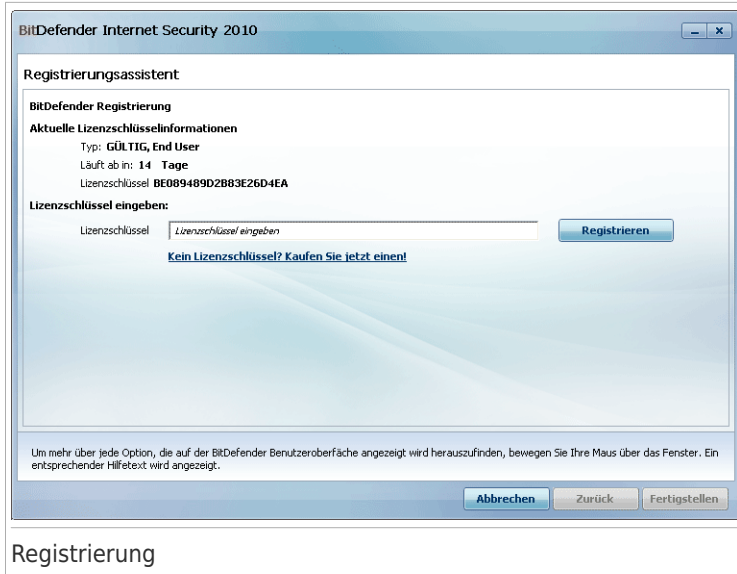 BitDefender Internet Security 2010
Registrierungsassistent
BitDefender Registrierung
Aktuelle Lizenzschlüsselinformationen
Typ: GÜLTIG, End User
Läuft ab in: 14 Tage
Lizenzschlüssel BE089489D2B83E26D4EA
Lizenzschlüssel eingeben:
Lizenzschlüssel Lizenzschlüssel eingeben Registrieren
Kein Lizenzschlüssel? Kaufen Sie jetzt einen!
Um mehr über jede Option, die auf der BitDefender Benutzeroberfäche angezeigt wird herauszufinden, bewegen Sie Ihre Maus über das Fenster. Ein
entsprechender Hilfetext wird angezeigt.
Abbrechen Zurück Fertigstellen
Registrierung